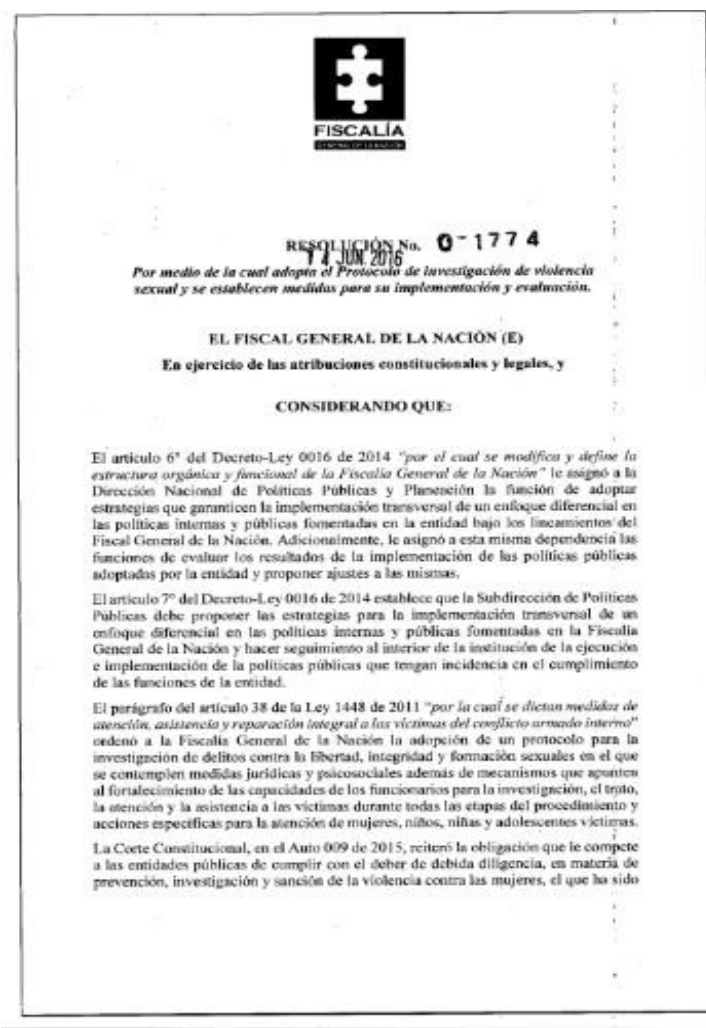 FISCALÍA
GENERAL DE LA NACIÓN
RESOLUCIÓN No. 0-1774
14 JUN. 2016
Por medio de la cual adopta el Protocolo de investigación de violencia
sexual y se establecen medidas para su implementación y evaluación.
EL FISCAL GENERAL DE LA NACIÓN (E)
En ejercicio de las atribuciones constitucionales y legales, y
CONSIDERANDO QUE:
El artículo 6° del Decreto-Ley 0016 de 2014 "por el cual se modifica y define la
estructura orgánica y funcional de la Fiscalía General de la Nación" le asignó a la
Dirección Nacional de Políticas Públicas y Planeación la función de adoptar
estrategias que garanticen la implementación transversal de un enfoque diferencial en
las políticas internas y públicas fomentadas en la entidad bajo los lineamientos del
Fiscal General de la Nación. Adicionalmente, le asignó a esta misma dependencia las
funciones de evaluar los resultados de la implementación de las políticas públicas
adoptadas por la entidad y proponer ajustes a las mismas.
El artículo 7° del Decreto-Ley 0016 de 2014 establece que la Subdirección de Políticas
Públicas debe proponer las estrategias para la implementación transversal de un
enfoque diferencial en las políticas internas y públicas fomentadas en la Fiscalía
General de la Nación y hacer seguimiento al interior de la institución de la ejecución
e implementación de la políticas públicas que tengan incidencia en el cumplimiento
de las funciones de la entidad.
El parágrafo del artículo 38 de la Ley 1448 de 2011 "por la cual se dictan medidas de
atención, asistencia y reparación integral a las víctimas del conflicto armado interno"
ordenó a la Fiscalía General de la Nación la adopción de un protocolo para la
investigación de delitos contra la libertad, integridad y formación sexuales en el que
se contemplen medidas jurídicas y psicosociales además de mecanismos que apunten
al fortalecimiento de las capacidades de los funcionarios para la investigación, el trato,
la atención y la asistencia a las víctimas durante todas las etapas del procedimiento y
acciones específicas para la atención de mujeres, niños, niñas y adolescentes víctimas.
La Corte Constitucional, en el Auto 009 de 2015, reiteró la obligación que le compete
a las entidades públicas de cumplir con el deber de debida diligencia, en materia de
prevención, investigación y sanción de la violencia contra las mujeres, el que ha sido